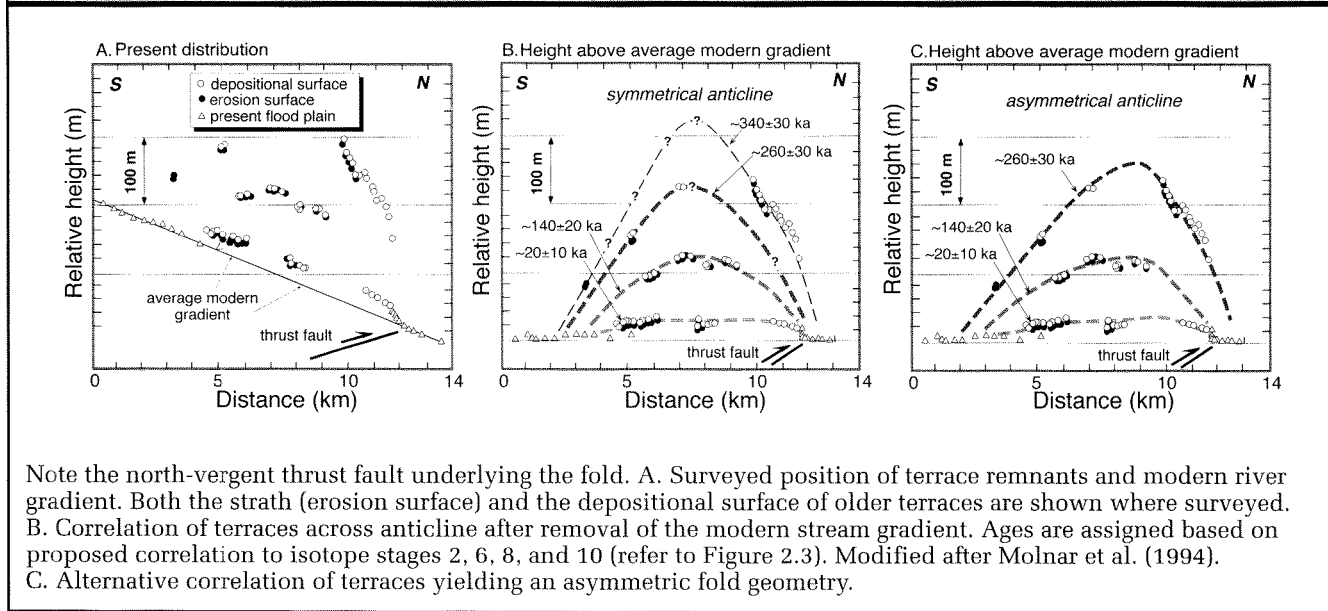 A. Present distribution
S
N
○ depositional surface
● erosion surface
△ present flood plain
100 m
average modern
gradient
thrust fault
Relative height (m)
0
5
10
14
Distance (km)
B. Height above average modern gradient
S
N
symmetrical anticline
~340±30 ka
~260±30 ka
100 m
~140±20 ka
~20±10 ka
?
?
?
?
?
?
thrust fault
Relative height (m)
0
5
10
14
Distance (km)
C.Height above average modern gradient
S
N
asymmetrical anticline
~260±30 ka
100 m
~140±20 ka
~20±10 ka
thrust fault
Relative height (m)
0
5
10
14
Distance (km)
Note the north-vergent thrust fault underlying the fold. A. Surveyed position of terrace remnants and modern river
gradient. Both the strath (erosion surface) and the depositional surface of older terraces are shown where surveyed.
B. Correlation of terraces across anticline after removal of the modern stream gradient. Ages are assigned based on
proposed correlation to isotope stages 2, 6, 8, and 10 (refer to Figure 2.3). Modified after Molnar et al. (1994).
C. Alternative correlation of terraces yielding an asymmetric fold geometry.